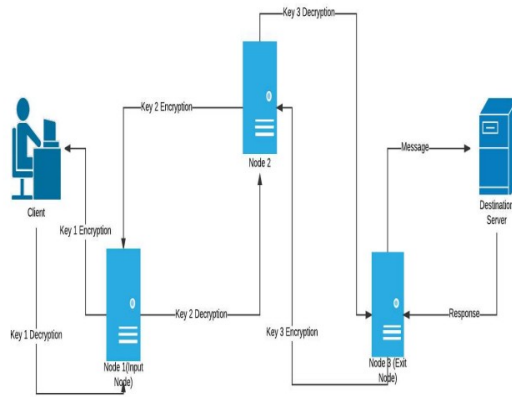 Key 3 Decryption
Key 2 Encryption
Node 2
Message
Client
Destination
Server
Key 1 Encryption
Key 2 Decryption
Key 3 Encryption
Response
Key 1 Decryption
Node 1(Input
Node)
Node 3 (Exit
Node)